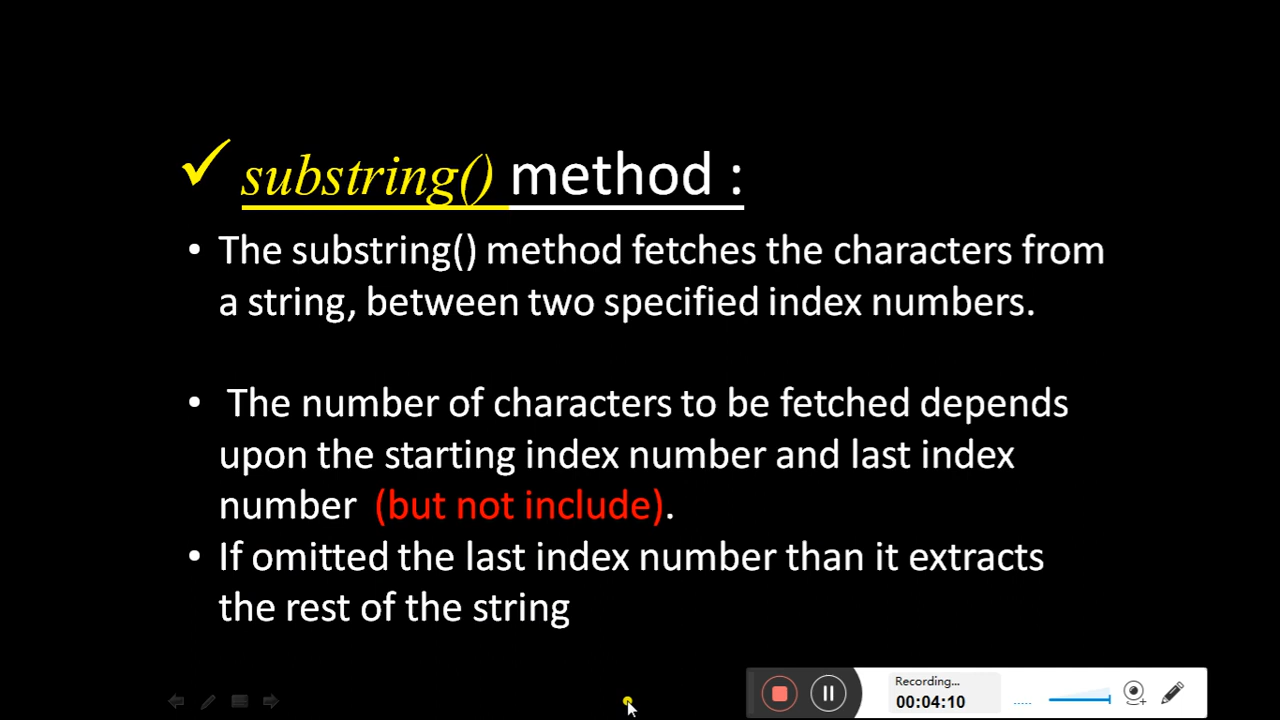 ✓ substring() method :
• The substring() method fetches the characters from
a string, between two specified index numbers.
• The number of characters to be fetched depends
upon the starting index number and last index
number (but not include).
• If omitted the last index number than it extracts
the rest of the string
Recording...
00:04:10